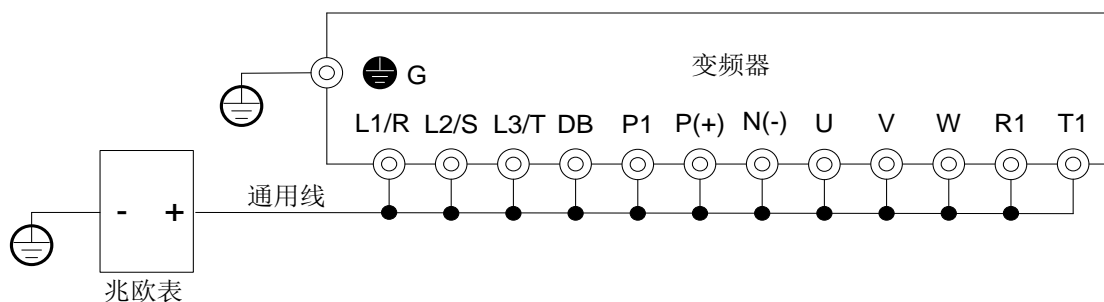 变频器
G
L1/R L2/S L3/T DB P1 P(+) N(-) U V W R1 T1
通用线
- +
兆欧表